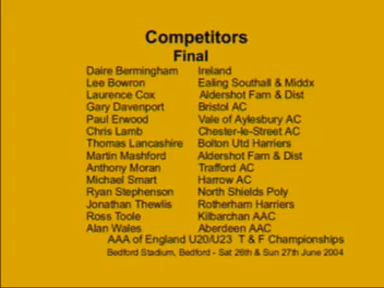 Competitors
Final
Daire Bermingham Ireland
Lee Bowron Ealing Southall & Middx
Laurence Cox Aldershot Farn & Dist
Gary Davenport Bristol AC
Paul Erwood Vale of Aylesbury AC
Chris Lamb Chester-le-Street AC
Thomas Lancashire Bolton Utd Harriers
Martin Mashford Aldershot Farn & Dist
Anthony Moran Trafford AC
Michael Smart Harrow AC
Ryan Stephenson North Shields Poly
Jonathan Thewlis Rotherham Harriers
Ross Toole Kilbarchan AAC
Alan Wales Aberdeen AAC
AAA of England U20/U23 T & F Championships
Bedford Stadium, Bedford - Sat 26th & Sun 27th June 2004